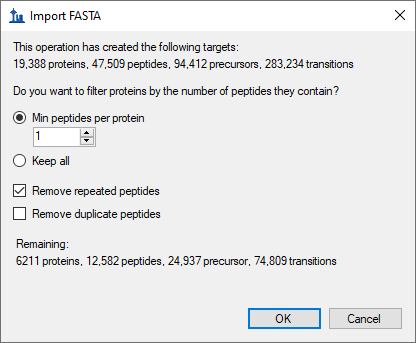 Import FASTA
This operation has created the following targets:
19,388 proteins, 47,509 peptides, 94,412 precursors, 283,234 transitions
Do you want to filter proteins by the number of peptides they contain?
Min peptides per protein
1
Keep all
Remove repeated peptides
Remove duplicate peptides
Remaining:
6211 proteins, 12,582 peptides, 24,937 precursor, 74,809 transitions
OK
Cancel